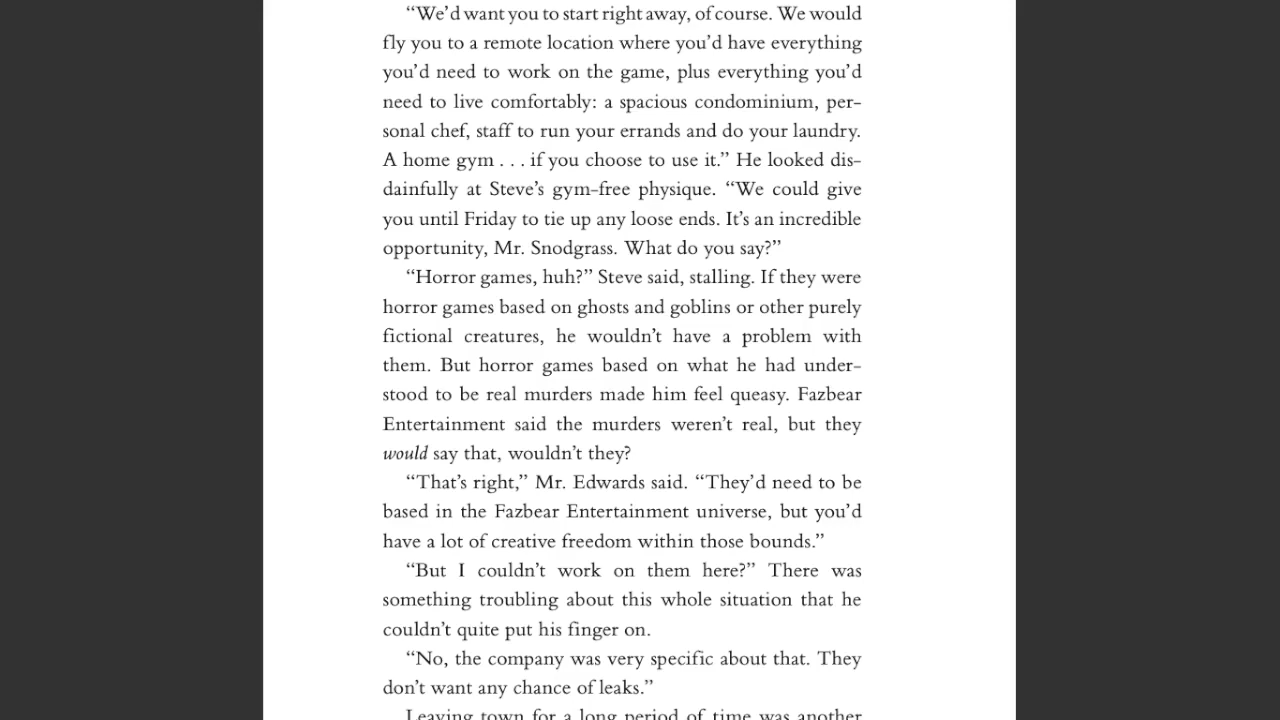 “We’d want you to start right away, of course. We would
fly you to a remote location where you’d have everything
you’d need to work on the game, plus everything you’d
need to live comfortably: a spacious condominium, per-
sonal chef, staff to run your errands and do your laundry.
A home gym . . . if you choose to use it.” He looked dis-
dainfully at Steve’s gym-free physique. “We could give
you until Friday to tie up any loose ends. It’s an incredible
opportunity, Mr. Snodgrass. What do you say?”
“Horror games, huh?” Steve said, stalling. If they were
horror games based on ghosts and goblins or other purely
fictional creatures, he wouldn’t have a problem with
them. But horror games based on what he had under-
stood to be real murders made him feel queasy. Fazbear
Entertainment said the murders weren’t real, but they
would say that, wouldn’t they?
“That’s right,” Mr. Edwards said. “They’d need to be
based in the Fazbear Entertainment universe, but you’d
have a lot of creative freedom within those bounds.”
“But I couldn’t work on them here?” There was
something troubling about this whole situation that he
couldn’t quite put his finger on.
“No, the company was very specific about that. They
don’t want any chance of leaks.”
Leaving town for a long period of time was another